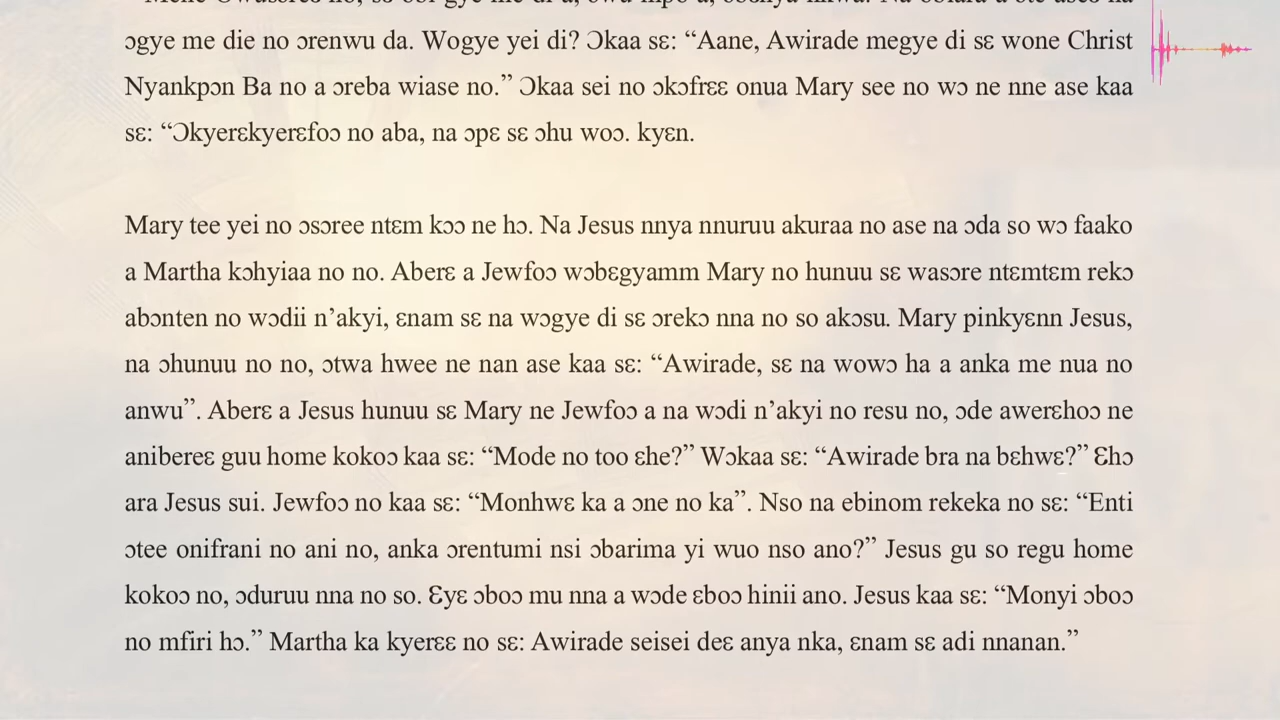 ɔgye me die no ɔrenwu da. Wogye yei di? Ɔkaa sɛ: “Aane, Awirade megye di sɛ wone Christ
Nyankpɔn Ba no a ɔreba wiase no.” Ɔkaa sei no ɔkɔfrɛɛ onua Mary see no wɔ ne nne ase kaa
sɛ: “Ɔkyerɛkyerɛfoɔ no aba, na ɔpɛ sɛ ɔhu woɔ. kyɛn.
Mary tee yei no ɔsɔree ntɛm kɔɔ ne hɔ. Na Jesus nnya nnuruu akuraa no ase na ɔda so wɔ faako
a Martha kɔhyiaa no no. Aberɛ a Jewfoɔ wɔbɛgyamm Mary no hunuu sɛ wasɔre ntɛmtɛm rekɔ
abɔnten no wɔdii n’akyi, ɛnam sɛ na wɔgye di sɛ ɔrekɔ nna no so akɔsu. Mary pinkyɛnn Jesus,
na ɔhunuu no no, ɔtwa hwee ne nan ase kaa sɛ: “Awirade, sɛ na wowɔ ha a anka me nua no
anwu”. Aberɛ a Jesus hunuu sɛ Mary ne Jewfoɔ a na wɔdi n’akyi no resu no, ɔde awerɛhoɔ ne
anibereɛ guu home kokoɔ kaa sɛ: “Mode no too ɛhe?” Wɔkaa sɛ: “Awirade bra na bɛhwɛ?” Ɛhɔ
ara Jesus sui. Jewfoɔ no kaa sɛ: “Monhwɛ ka a ɔne no ka”. Nso na ebinom rekeka no sɛ: “Enti
ɔtee onifrani no ani no, anka ɔrentumi nsi ɔbarima yi wuo nso ano?” Jesus gu so regu home
kokoɔ no, ɔduruu nna no so. Ɛyɛ ɔboɔ mu nna a wɔde ɛboɔ hinii ano. Jesus kaa sɛ: “Monyi ɔboɔ
no mfiri hɔ.” Martha ka kyerɛɛ no sɛ: Awirade seisei deɛ anya nka, ɛnam sɛ adi nnanan.”